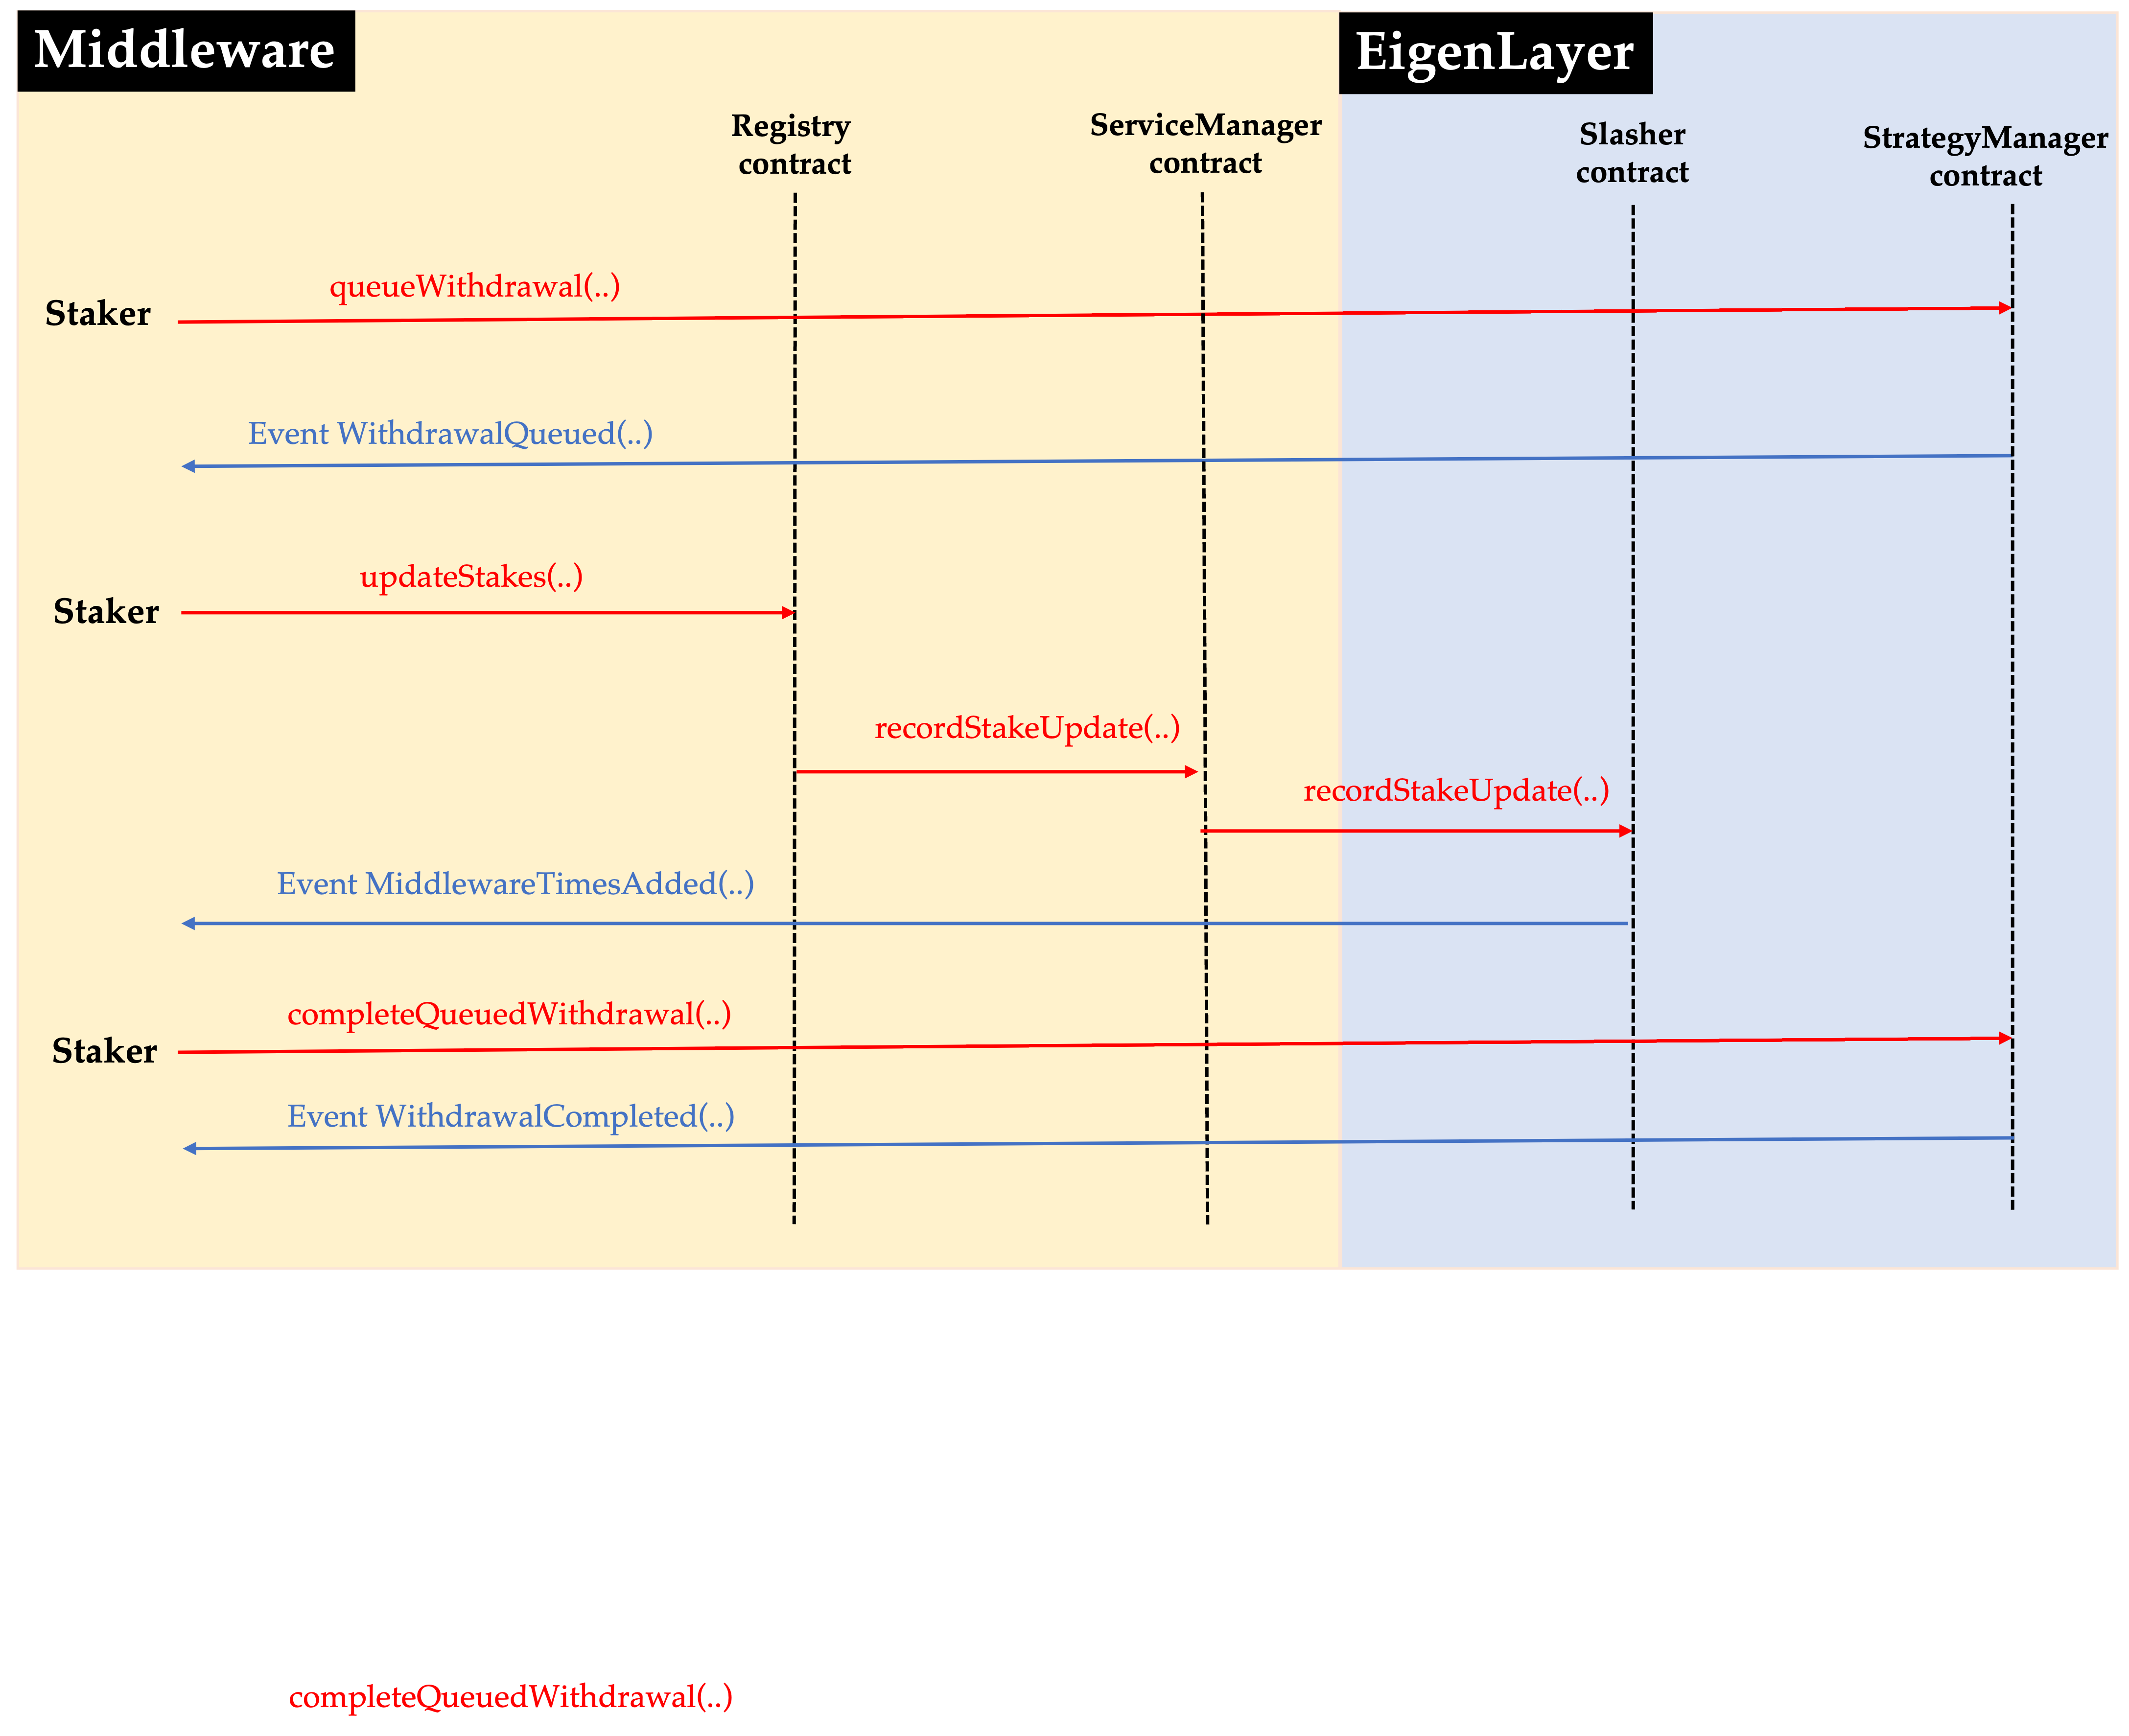 Middleware
EigenLayer
Registry
contract
ServiceManager
contract
Slasher
contract
StrategyManager
contract
queueWithdrawal(..)
Staker
Event WithdrawalQueued(..)
updateStakes(..)
Staker
recordStakeUpdate(..)
recordStakeUpdate(..)
Event MiddlewareTimesAdded(..)
completeQueuedWithdrawal(..)
Staker
Event WithdrawalCompleted(..)
completeQueuedWithdrawal(..)